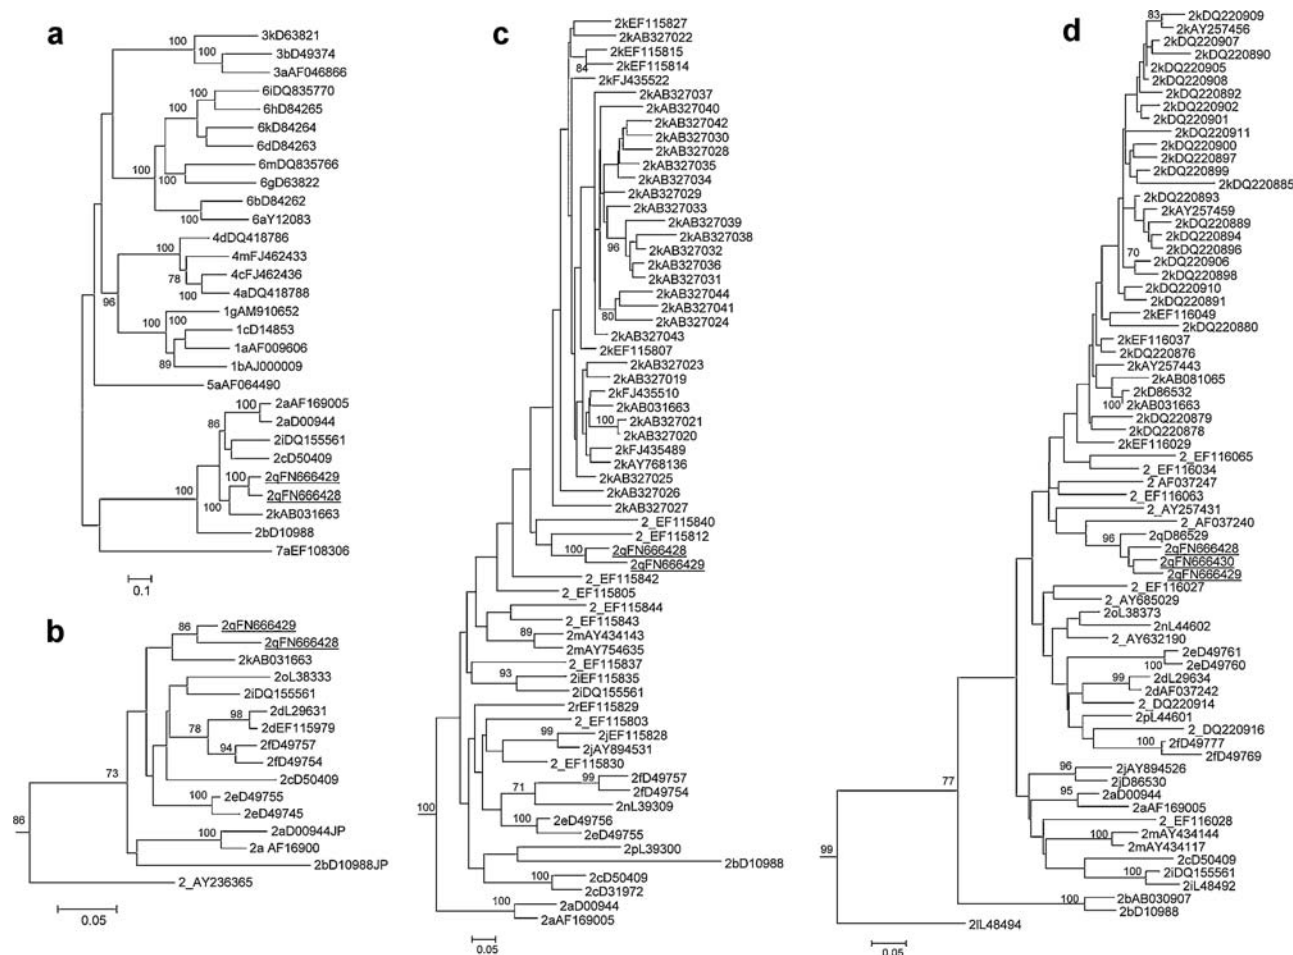 a
100
3kD63821
100
3bD49374
3aAF046866
6iDQ835770
100
100
6hD84265
6kD84264
6dD84263
100
6mDQ835766
100
6gD63822
6bD84262
100
6aY12083
4dDQ418786
100
4mFJ462433
78
4cFJ462436
100
4aDQ418788
96
1gAM910652
100
100
1cD14853
1aAF009606
89
1bAJ000009
5aAF064490
2aAF169005
100
2aD00944
86
2iDQ155561
2cD50409
100
2qFN666429
100
2qFN666428
100
2kAB031663
2bD10988
7aEF108306
0.1
b
86
2qFN666429
2qFN666428
2kAB031663
2oL38333
2iDQ155561
98
2dL29631
78
2dEF115979
94
2fD49757
2fD49754
73
2cD50409
100
2eD49755
2eD49745
86
100
2aD00944JP
2a AF16900
2bD10988JP
2_AY236365
0.05
c
2kEF115827
2kAB327022
2kEF115815
84
2kEF115814
2kFJ435522
2kAB327037
2kAB327040
2kAB327042
2kAB327030
2kAB327028
2kAB327035
2kAB327034
2kAB327029
2kAB327033
2kAB327039
96
2kAB327038
2kAB327032
2kAB327036
2kAB327031
2kAB327044
2kAB327041
80
2kAB327024
2kAB327043
2kEF115807
2kAB327023
2kAB327019
2kFJ435510
2kAB031663
100
2kAB327021
2kAB327020
2kFJ435489
2kAY768136
2kAB327025
2kAB327026
2kAB327027
2_EF115840
2_EF115812
100
2qFN666428
2qFN666429
2_EF115842
2_EF115805
2_EF115844
2_EF115843
89
2mAY434143
2mAY754635
2_EF115837
93
2iEF115835
2iDQ155561
2rEF115829
2_EF115803
99
2jEF115828
2jAY894531
2_EF115830
99
2fD49757
71
2fD49754
2nL39309
100
2eD49756
2eD49755
100
2pL39300
2bD10988
100
2cD50409
2cD31972
100
2aD00944
2aAF169005
0.05
d
83
2kDQ220909
2kAY257456
2kDQ220907
2kDQ220890
2kDQ220905
2kDQ220908
2kDQ220892
2kDQ220902
2kDQ220901
2kDQ220911
2kDQ220900
2kDQ220897
2kDQ220899
2kDQ220885
2kDQ220893
2kAY257459
2kDQ220889
2kDQ220894
2kDQ220896
70
2kDQ220906
2kDQ220898
2kDQ220910
2kDQ220891
2kEF116049
2kDQ220880
2kEF116037
2kDQ220876
2kAY257443
2kAB081065
2kD86532
100
2kAB031663
2kDQ220879
2kDQ220878
2kEF116029
2_EF116065
2_EF116034
2_AF037247
2_EF116063
2_AY257431
2_AF037240
96
2qD86529
2qFN666428
2qFN666430
2qFN666429
2_EF116027
2_AY685029
2oL38373
2nL44602
2_AY632190
2eD49761
100
2eD49760
99
2dL29634
2dAF037242
2_DQ220914
2pL44601
2_DQ220916
100
2fD49777
2fD49769
96
2jAY894526
2jD86530
77
95
2aD00944
2aAF169005
2_EF116028
100
2mAY434144
2mAY434117
2cD50409
100
2iDQ155561
2iL48492
99
100
2bAB030907
2bD10988
2lL48494
0.05